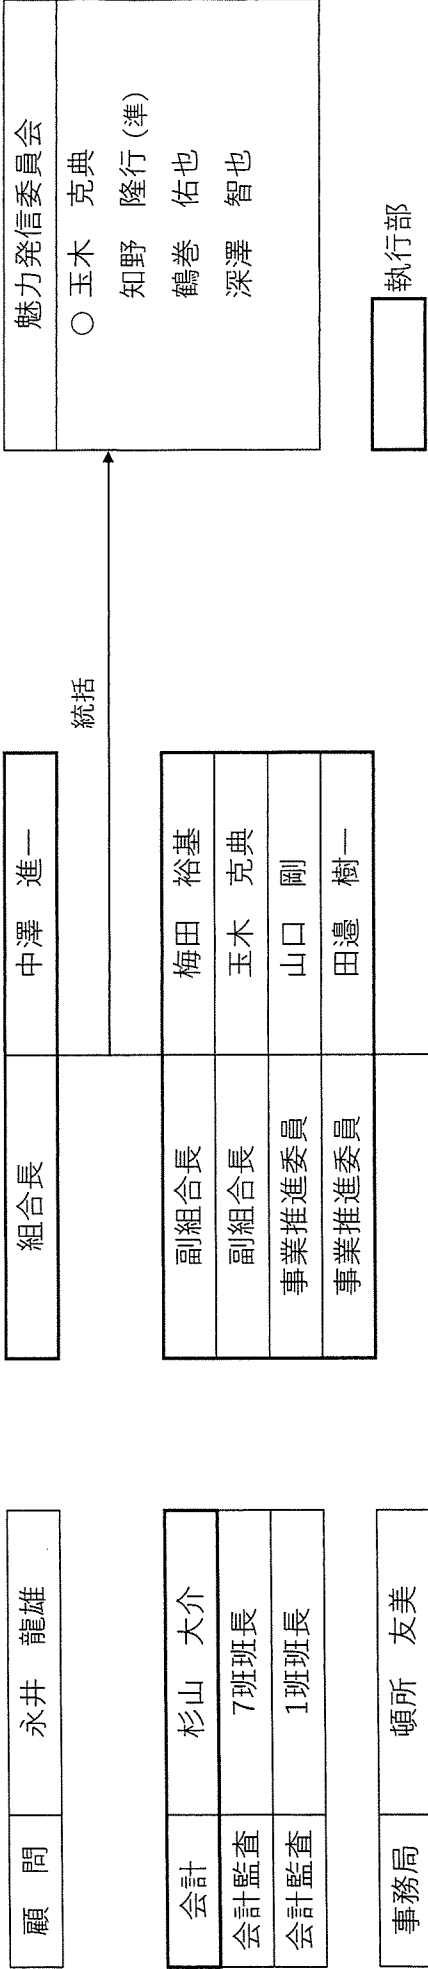 顧　問　永井　龍雄
組合長　中澤　進一
魅力発信委員会
統括
○ 玉木　克典
知野　隆行 (準)
鶴巻　佑也
深澤　智也
会計　杉山　大介
会計監査　7班班長
会計監査　1班班長
副組合長　梅田　裕基
副組合長　玉木　克典
事業推進委員　山口　剛
事業推進委員　田邉　樹一
事務局　頓所　友美
執行部